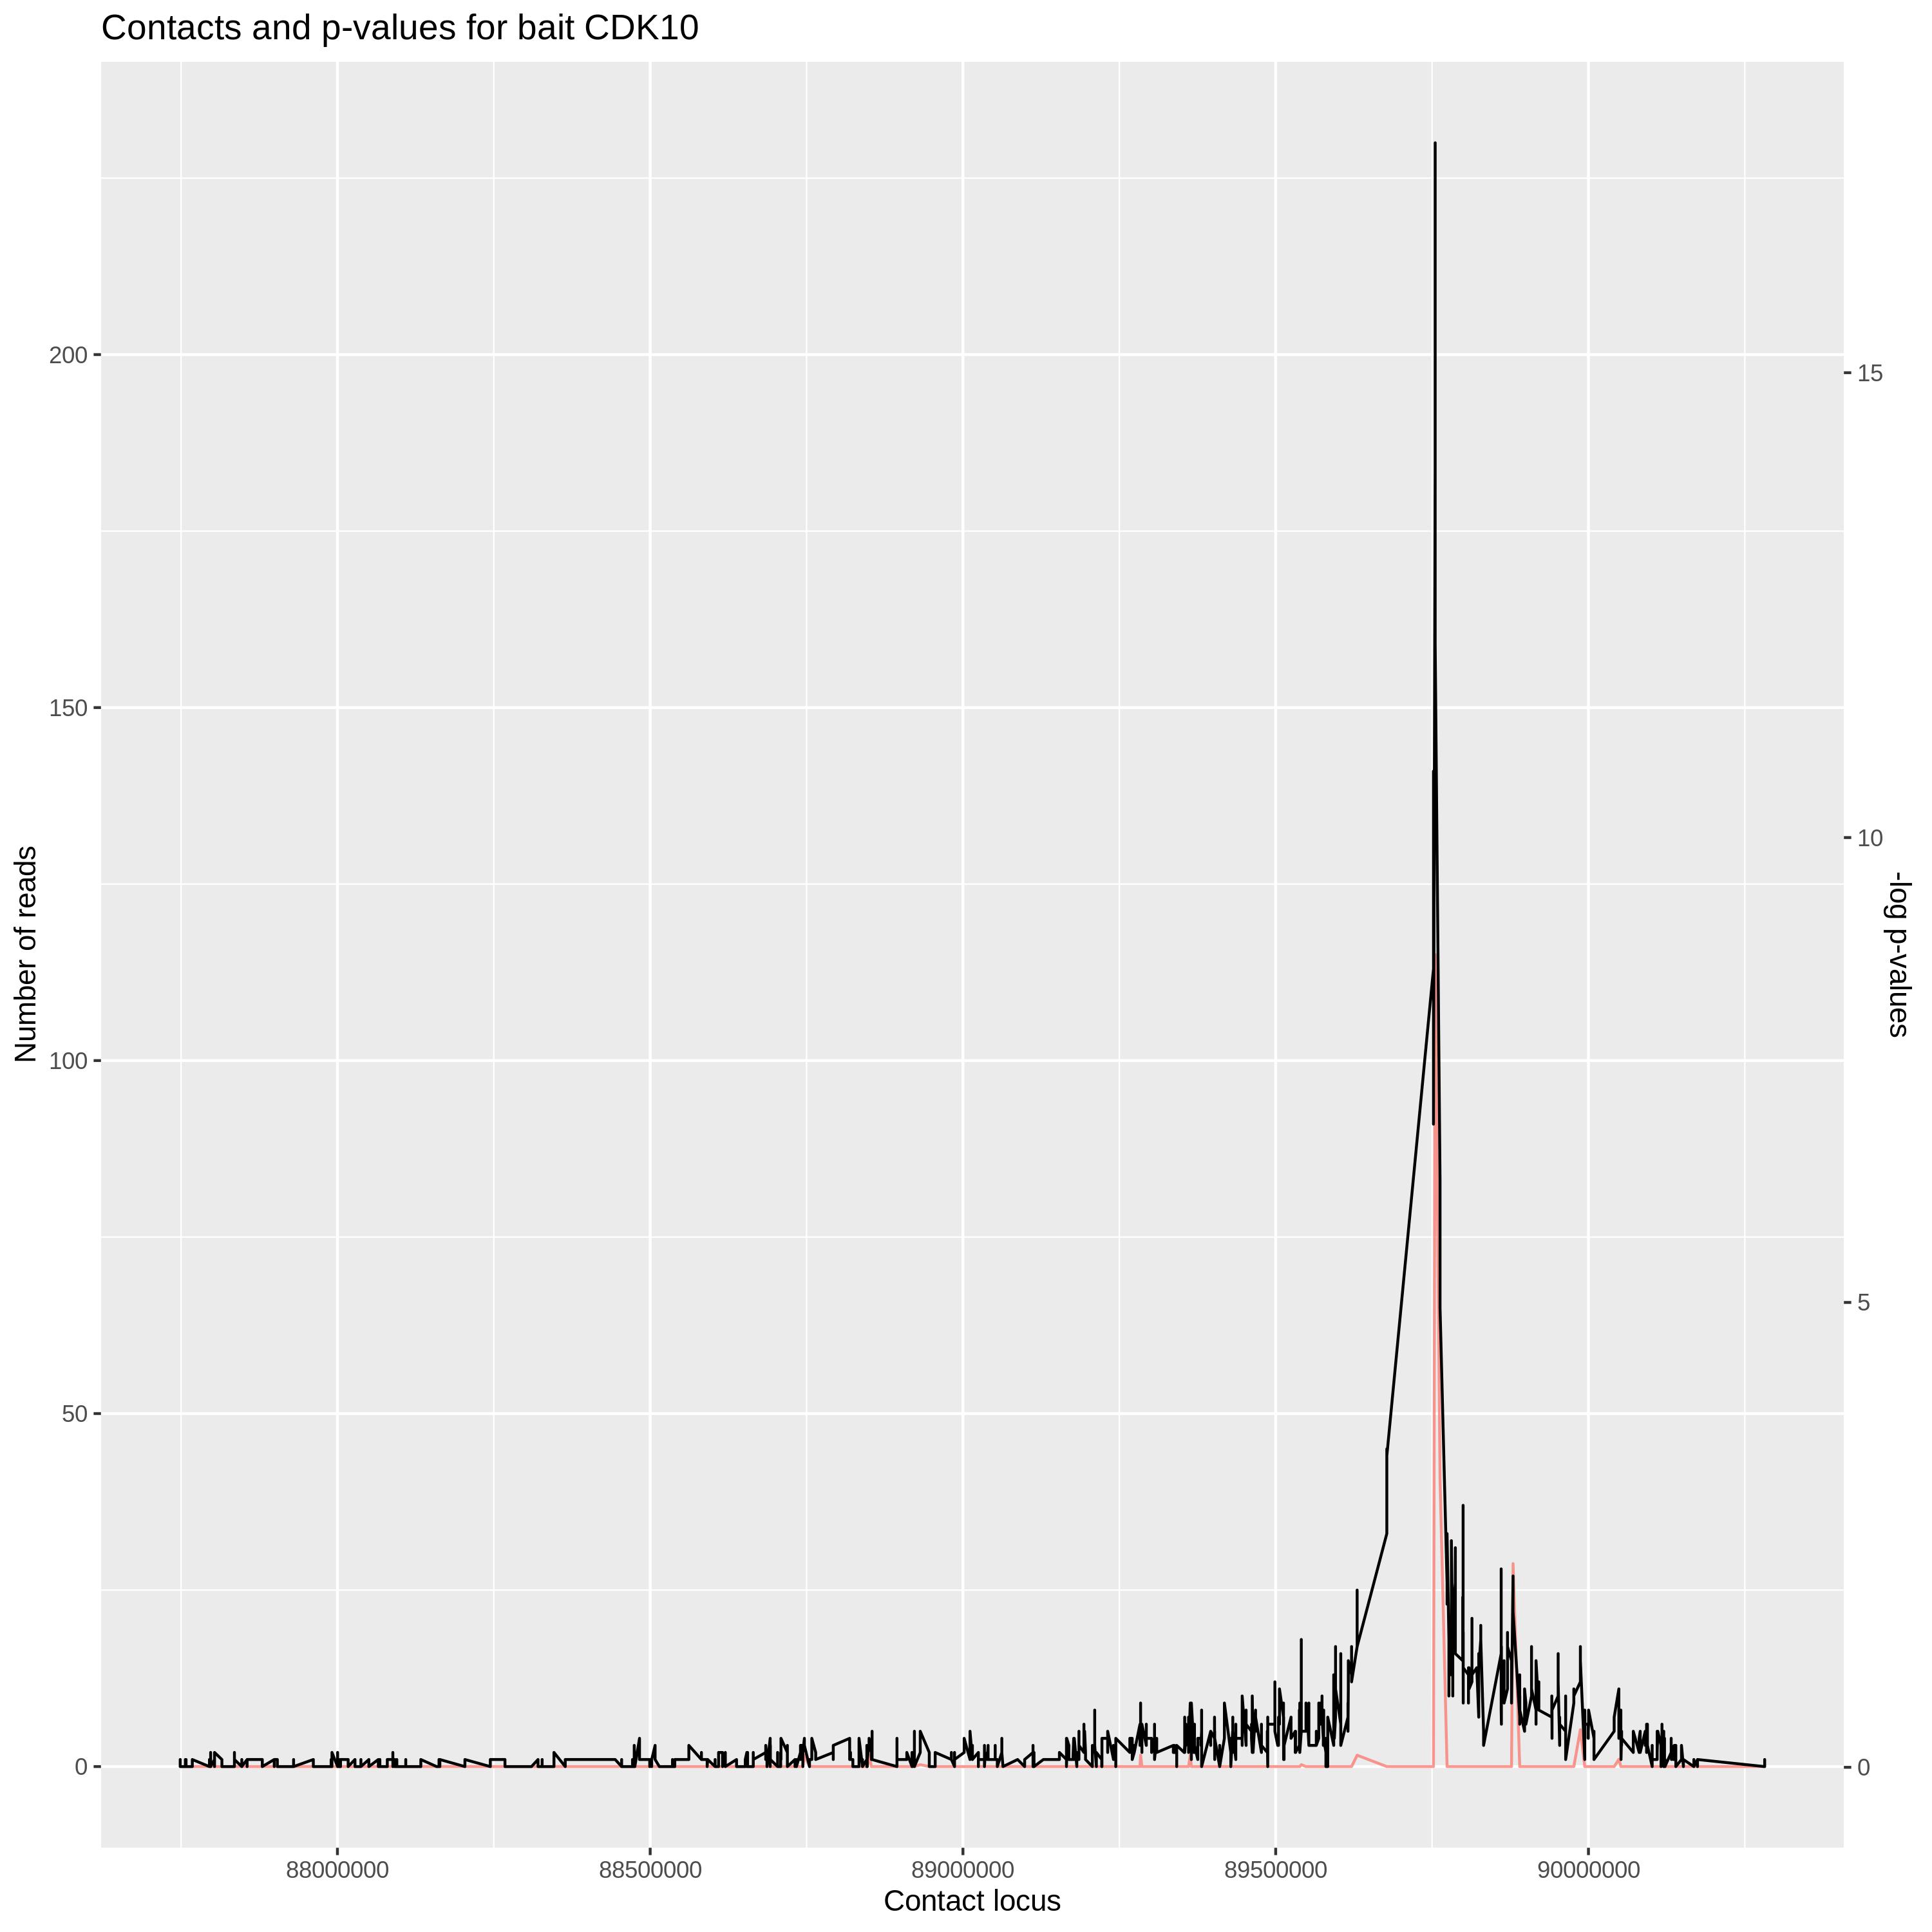 Contacts and p-values for bait CDK10
200
150
100
50
0
15
10
5
0
Number of reads
-log p-values
88000000 88500000 89000000 89500000 90000000
Contact locus